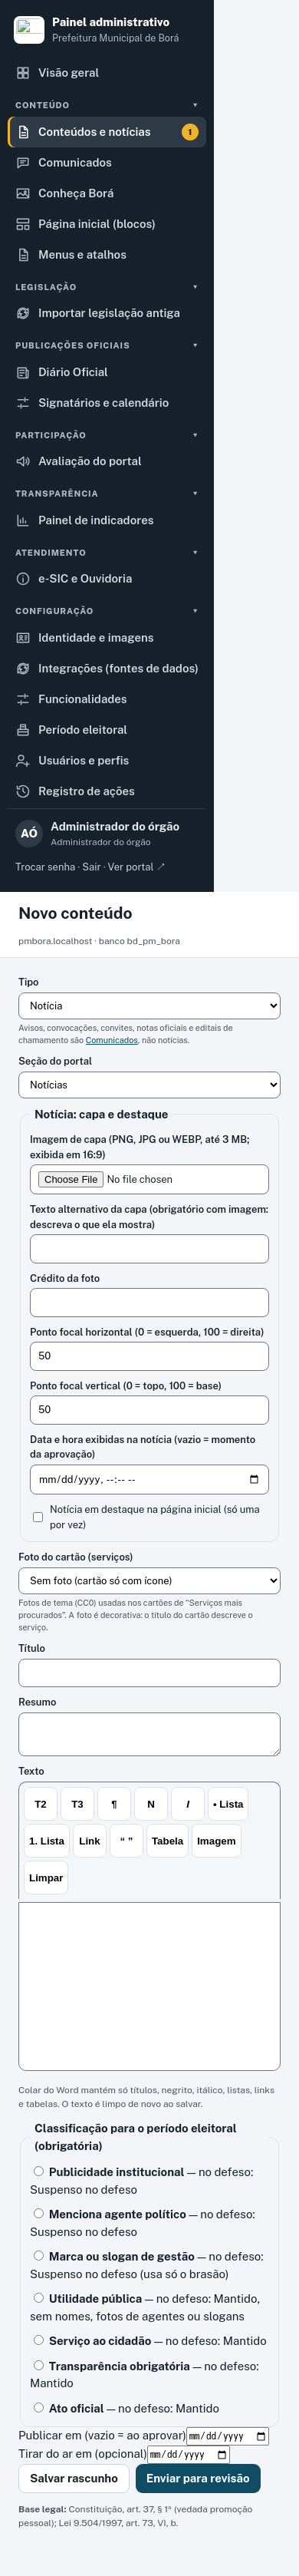 Painel administrativo
Prefeitura Municipal de Borá
Visão geral
CONTEÚDO
Conteúdos e notícias 1
Comunicados
Conheça Borá
Página inicial (blocos)
Menus e atalhos
LEGISLAÇÃO
Importar legislação antiga
PUBLICAÇÕES OFICIAIS
Diário Oficial
Signatários e calendário
PARTICIPAÇÃO
Avaliação do portal
TRANSPARÊNCIA
Painel de indicadores
ATENDIMENTO
e-SIC e Ouvidoria
CONFIGURAÇÃO
Identidade e imagens
Integrações (fontes de dados)
Funcionalidades
Período eleitoral
Usuários e perfis
Registro de ações
AÓ
Administrador do órgão
Administrador do órgão
Trocar senha · Sair · Ver portal ↗
Novo conteúdo
pmbora.localhost · banco bd_pm_bora
Tipo
Notícia
Avisos, convocações, convites, notas oficiais e editais de
chamamento são Comunicados, não notícias.
Seção do portal
Notícias
Notícia: capa e destaque
Imagem de capa (PNG, JPG ou WEBP, até 3 MB;
exibida em 16:9)
Choose File No file chosen
Texto alternativo da capa (obrigatório com imagem:
descreva o que ela mostra)
Crédito da foto
Ponto focal horizontal (0 = esquerda, 100 = direita)
50
Ponto focal vertical (0 = topo, 100 = base)
50
Data e hora exibidas na notícia (vazio = momento
da aprovação)
mm/dd/yyyy, --:-- --
Notícia em destaque na página inicial (só uma
por vez)
Foto do cartão (serviços)
Sem foto (cartão só com ícone)
Fotos de tema (CC0) usadas nos cartões de “Serviços mais
procurados”. A foto é decorativa: o título do cartão descreve o
serviço.
Título
Resumo
Texto
T2 T3 ¶ N I • Lista
1. Lista Link “ ” Tabela Imagem
Limpar
Colar do Word mantém só títulos, negrito, itálico, listas, links
e tabelas. O texto é limpo de novo ao salvar.
Classificação para o período eleitoral
(obrigatória)
Publicidade institucional — no defeso:
Suspenso no defeso
Menciona agente político — no defeso:
Suspenso no defeso
Marca ou slogan de gestão — no defeso:
Suspenso no defeso (usa só o brasão)
Utilidade pública — no defeso: Mantido,
sem nomes, fotos de agentes ou slogans
Serviço ao cidadão — no defeso: Mantido
Transparência obrigatória — no defeso:
Mantido
Ato oficial — no defeso: Mantido
Publicar em (vazio = ao aprovar) mm/dd/yyyy
Tirar do ar em (opcional) mm/dd/yyyy
Salvar rascunho Enviar para revisão
Base legal: Constituição, art. 37, § 1º (vedada promoção
pessoal); Lei 9.504/1997, art. 73, VI, b.